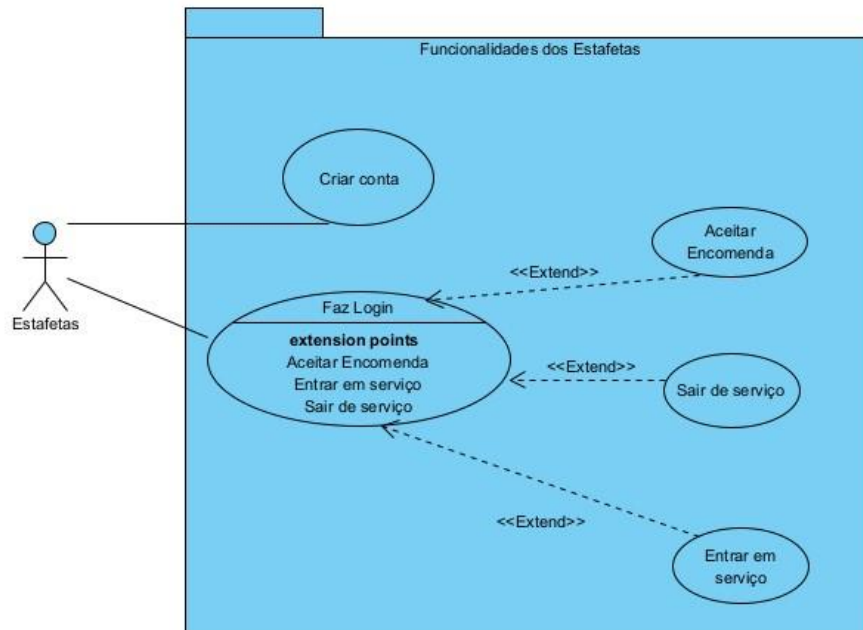 Funcionalidades dos Estafetas
Criar conta
Aceitar
Encomenda
<<Extend>>
Estafetas
Faz Login
extension points
Aceitar Encomenda
Entrar em serviço
Sair de serviço
<<Extend>>
Sair de serviço
<<Extend>>
Entrar em
serviço